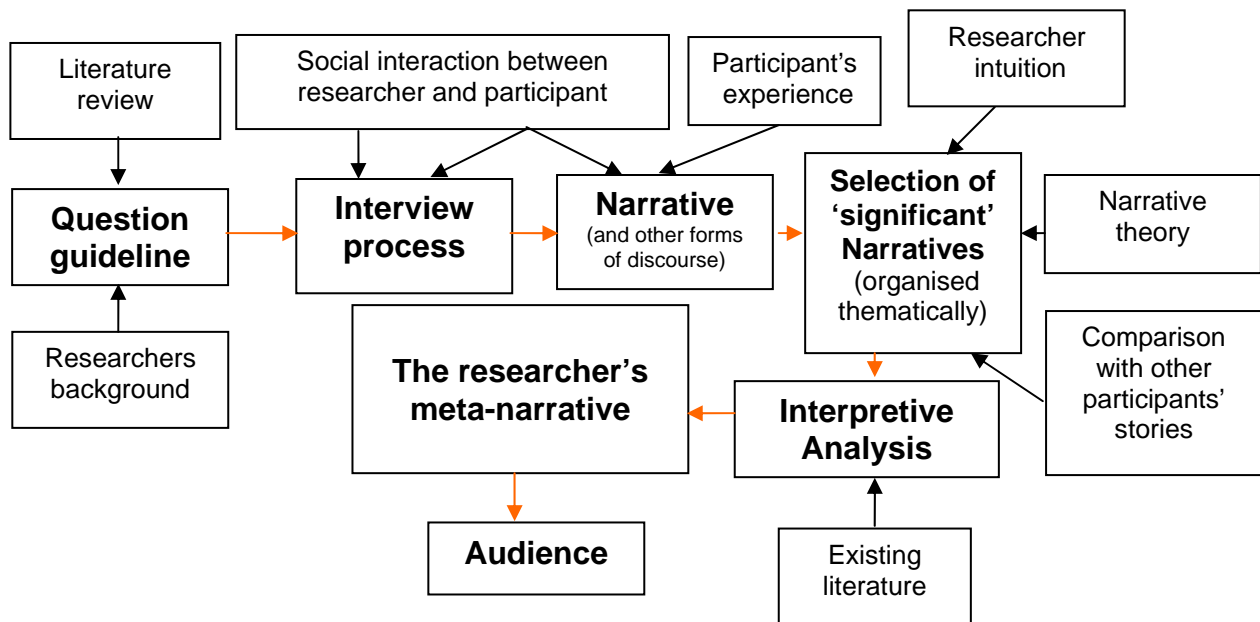 Literature
review
Social interaction between
researcher and participant
Participant’s
experience
Researcher
intuition
Question
guideline
Interview
process
Narrative
(and other forms
of discourse)
Selection of
‘significant’
Narratives
(organised
thematically)
Narrative
theory
Researchers
background
The researcher’s
meta-narrative
Interpretive
Analysis
Comparison
with other
participants’
stories
Audience
Existing
literature